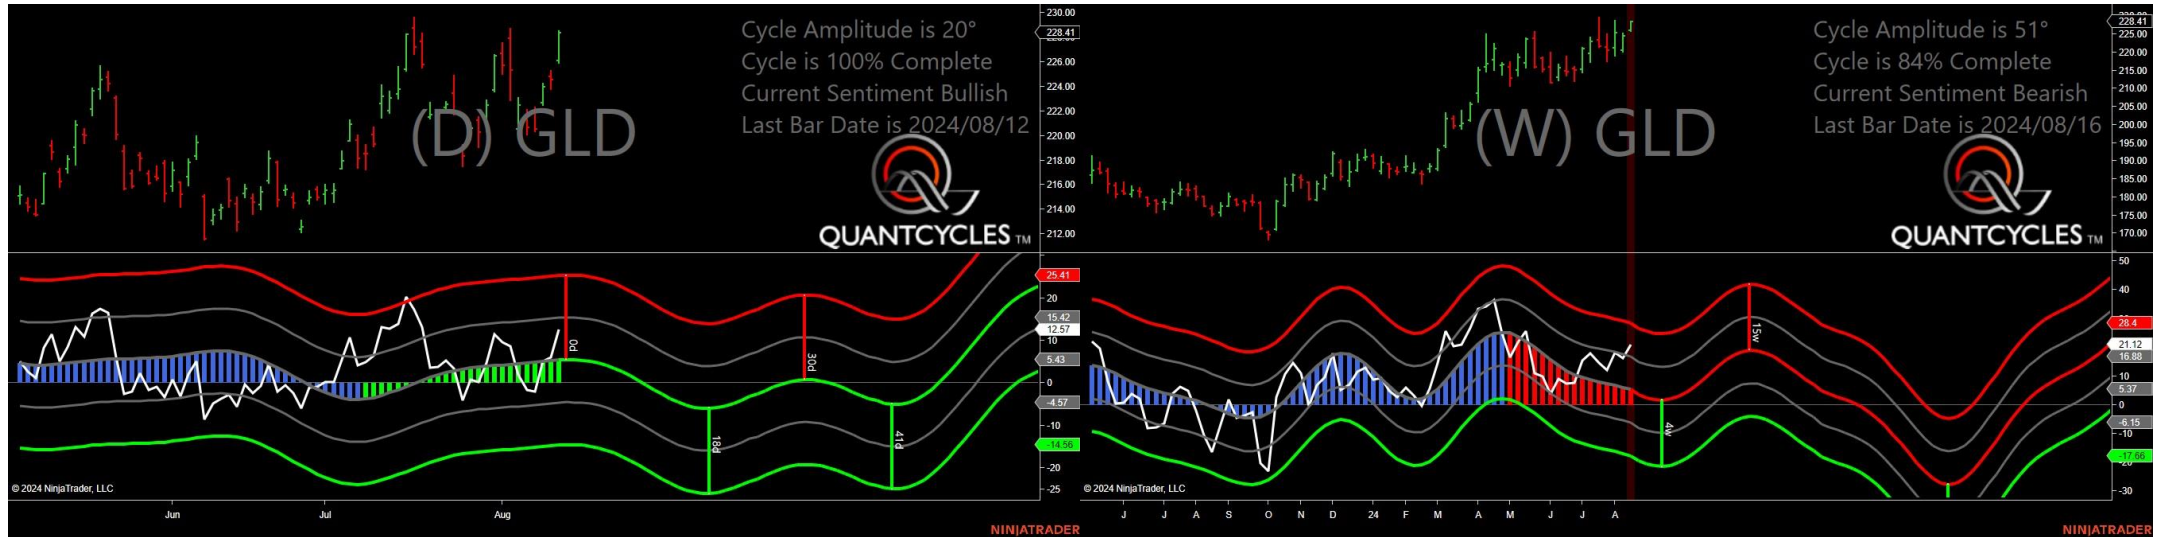 Cycle Amplitude is 20°
Cycle is 100% Complete
Current Sentiment Bullish
Last Bar Date is 2024/08/12
(D) GLD
QUANTCYCLES TM
230.00
228.41
226.00
224.00
222.00
220.00
218.00
216.00
214.00
212.00
25.41
20
15.42
12.57
10
5.43
0
-4.57
-10
-14.56
-20
-25
0d
18d
30d
41d
© 2024 NinjaTrader, LLC
Jun
Jul
Aug
NINJATRADER
Cycle Amplitude is 51°
Cycle is 84% Complete
Current Sentiment Bearish
Last Bar Date is 2024/08/16
(W) GLD
QUANTCYCLES TM
228.41
225.00
220.00
215.00
210.00
205.00
200.00
195.00
190.00
185.00
180.00
175.00
170.00
50
40
28.4
21.12
16.88
10
5.37
0
-6.15
-10
-17.66
-30
4w
15w
© 2024 NinjaTrader, LLC
J
J
A
S
O
N
D
24
F
M
A
M
J
J
A
NINJATRADER